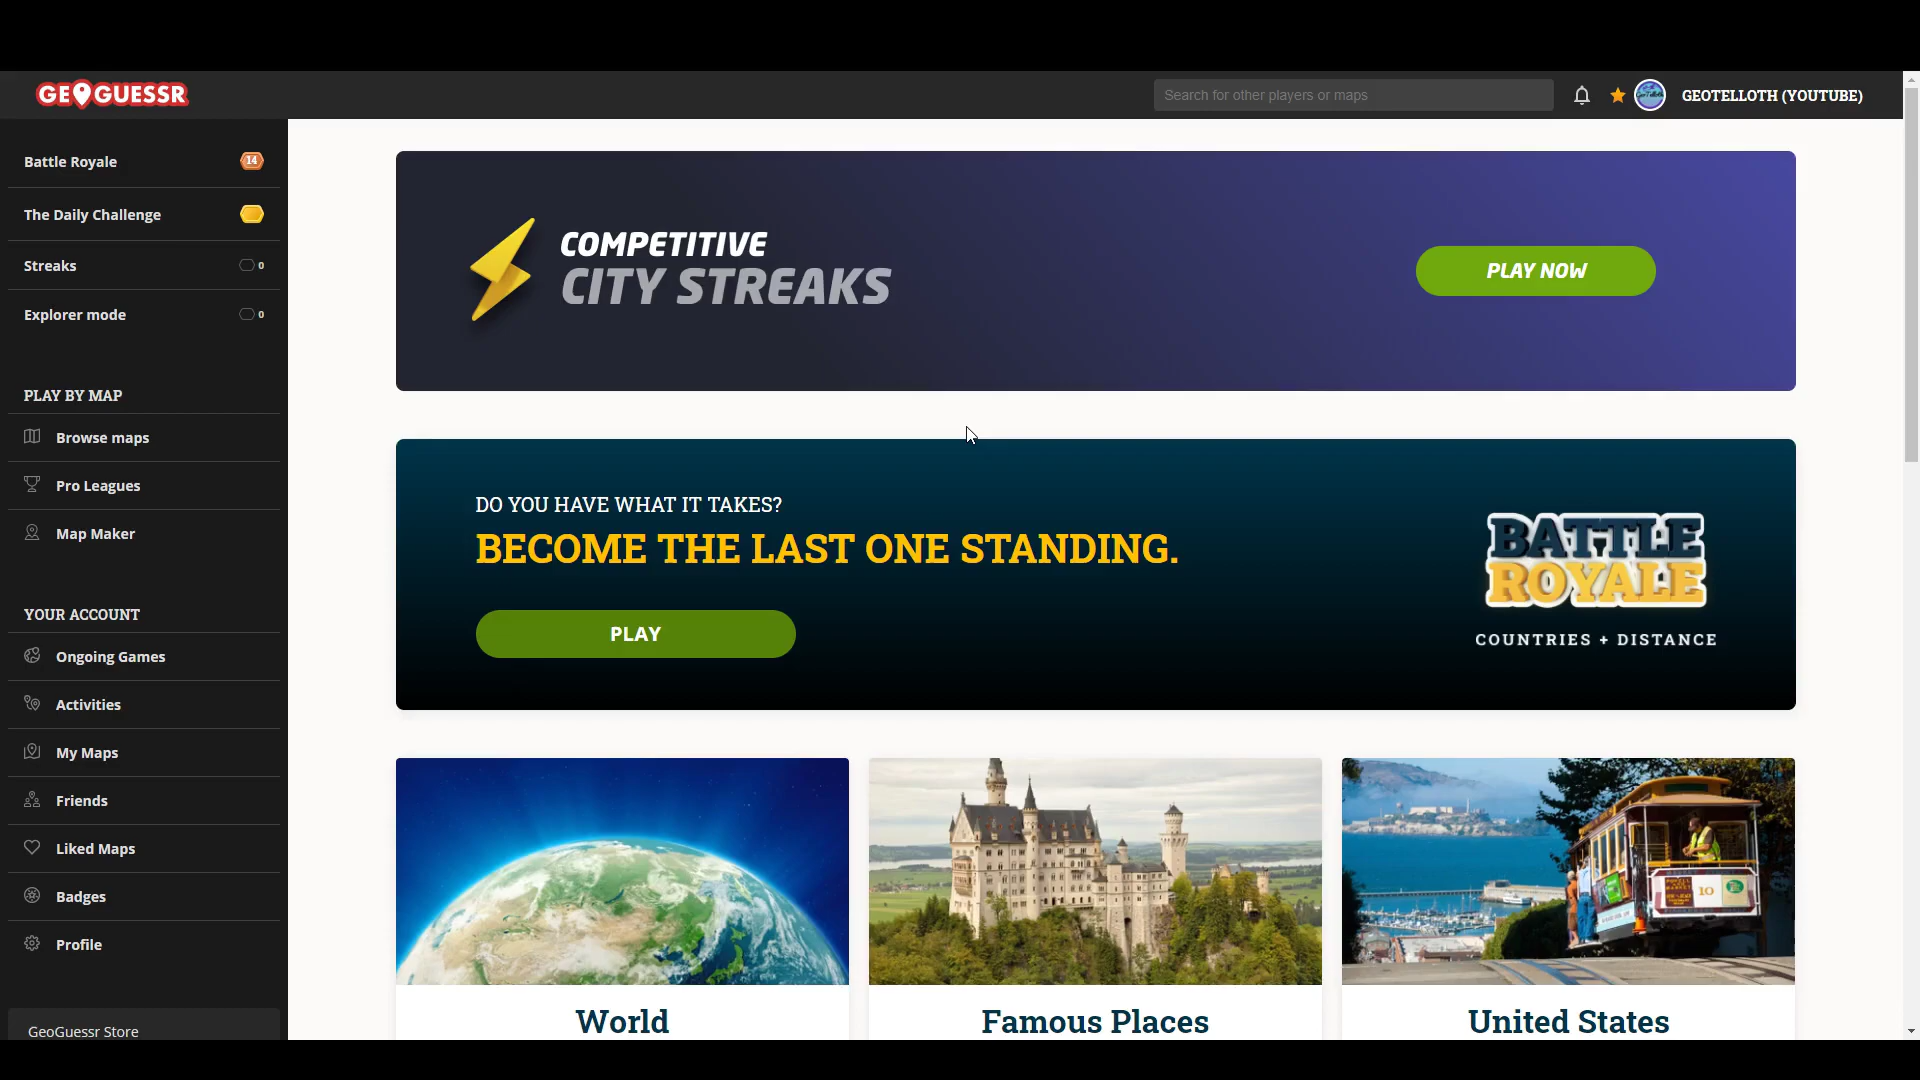 GEOGUESSR
Search for other players or maps
GEOTELLOTH (YOUTUBE)
Battle Royale
14
The Daily Challenge
Streaks
0
Explorer mode
0
PLAY BY MAP
Browse maps
Pro Leagues
Map Maker
YOUR ACCOUNT
Ongoing Games
Activities
My Maps
Friends
Liked Maps
Badges
Profile
GeoGuessr Store
COMPETITIVE
CITY STREAKS
PLAY NOW
DO YOU HAVE WHAT IT TAKES?
BECOME THE LAST ONE STANDING.
PLAY
BATTLE
ROYALE
COUNTRIES + DISTANCE
10
World
Famous Places
United States